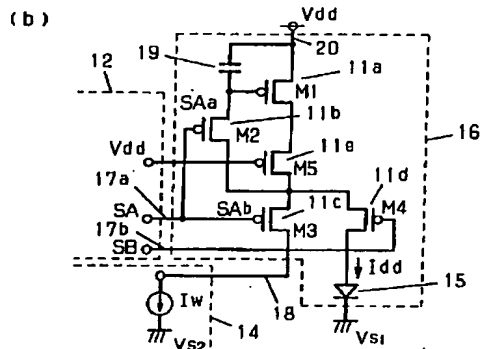 (b)
Vdd
20
19
11a
12
M1
SAa
11b
M2
16
Vdd
11e
M5
17a
11d
SA
SAb
11c
M4
17b
M3
SB
Idd
15
Iw
18
Vs2
14
Vs1